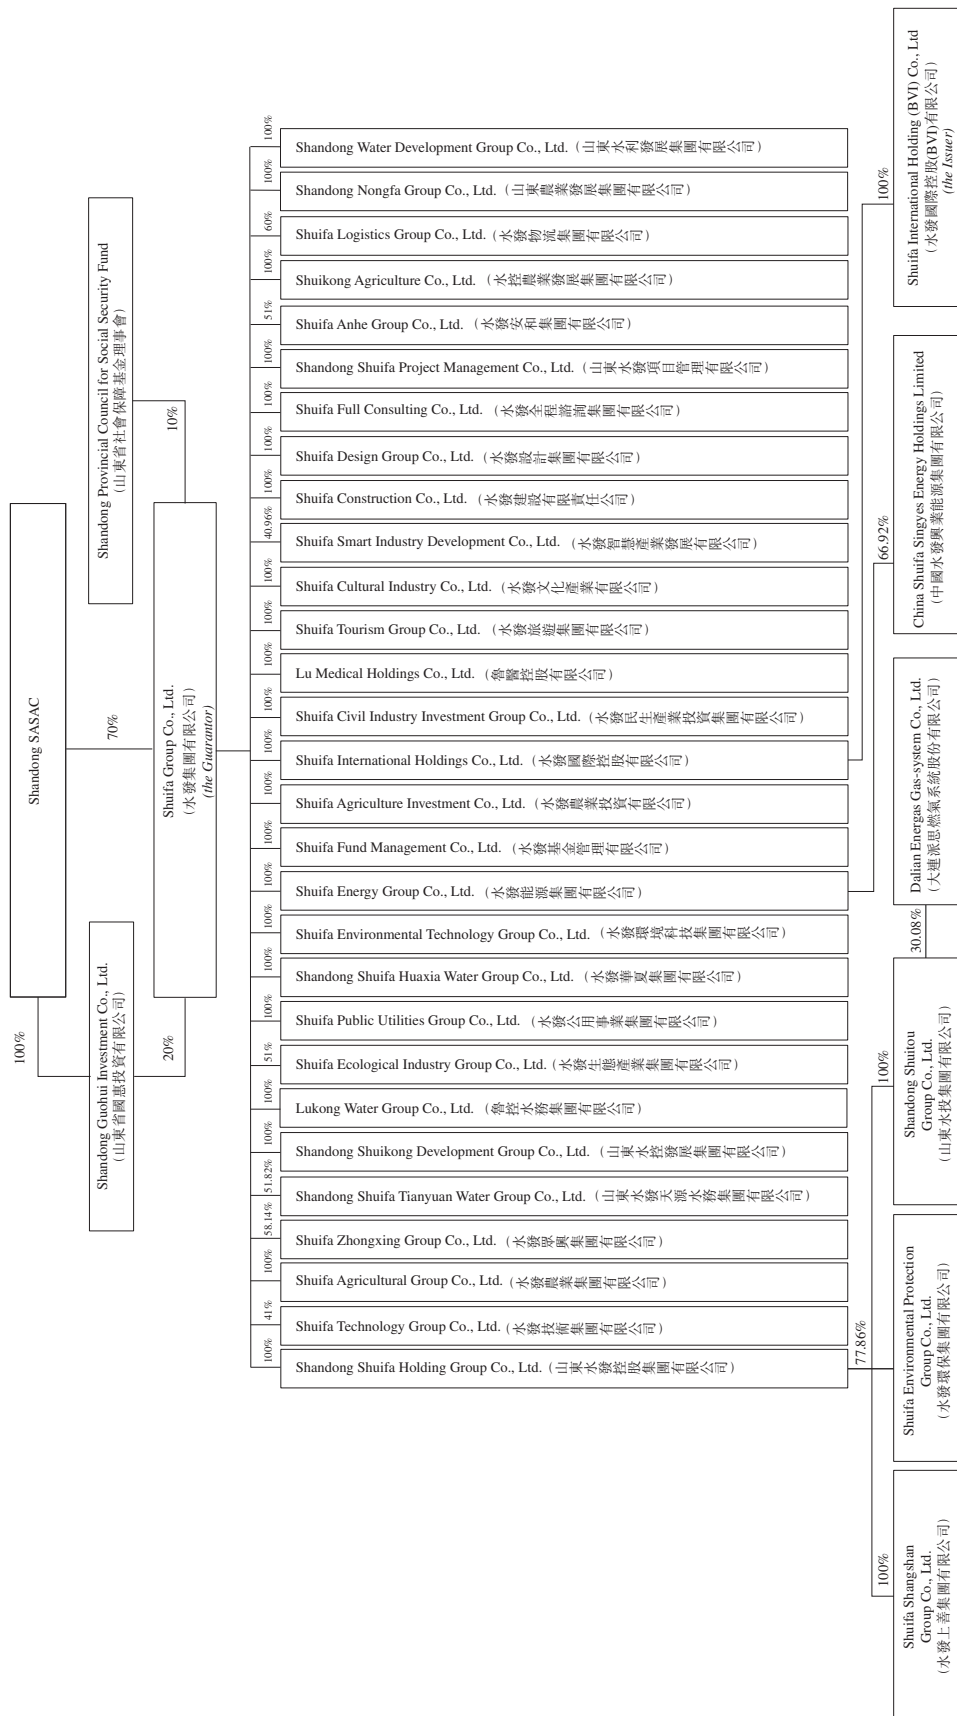 Shandong SASAC
100%
70%
Shandong Guohui Investment Co., Ltd.
(山東省國惠投資有限公司)
Shandong Provincial Council for Social Security Fund
(山東省社會保障基金理事會)
20%
10%
Shuifa Group Co., Ltd.
(水發集團有限公司)
(the Guarantor)
100%
41%
100%
58.14%
51.82%
100%
100%
51%
100%
100%
100%
100%
100%
100%
100%
100%
100%
100%
100%
40.96%
100%
100%
100%
100%
51%
100%
60%
100%
100%
Shandong Shuifa Holding Group Co., Ltd. (山東水發控股集團有限公司)
Shuifa Technology Group Co., Ltd. (水發技術集團有限公司)
Shuifa Agricultural Group Co., Ltd. (水發農業集團有限公司)
Shuifa Zhongxing Group Co., Ltd. (水發眾興集團有限公司)
Shandong Shuifa Tianyuan Water Group Co., Ltd. (山東水發天源水務集團有限公司)
Shandong Shuikong Development Group Co., Ltd. (山東水控發展集團有限公司)
Lukong Water Group Co., Ltd. (魯控水務集團有限公司)
Shuifa Ecological Industry Group Co., Ltd. (水發生態產業集團有限公司)
Shuifa Public Utilities Group Co., Ltd. (水發公用事業集團有限公司)
Shandong Shuifa Huaxia Water Group Co., Ltd. (水發華夏集團有限公司)
Shuifa Environmental Technology Group Co., Ltd. (水發環境科技集團有限公司)
Shuifa Energy Group Co., Ltd. (水發能源集團有限公司)
Shuifa Fund Management Co., Ltd. (水發基金管理有限公司)
Shuifa Agriculture Investment Co., Ltd. (水發農業投資有限公司)
Shuifa International Holdings Co., Ltd. (水發國際控股有限公司)
Shuifa Civil Industry Investment Group Co., Ltd. (水發民生產業投資集團有限公司)
Lu Medical Holdings Co., Ltd. (魯醫控股有限公司)
Shuifa Tourism Group Co., Ltd. (水發旅遊集團有限公司)
Shuifa Cultural Industry Co., Ltd. (水發文化產業有限公司)
Shuifa Smart Industry Development Co., Ltd. (水發智慧產業發展有限公司)
Shuifa Construction Co., Ltd. (水發建設有限責任公司)
Shuifa Design Group Co., Ltd. (水發設計集團有限公司)
Shuifa Full Consulting Co., Ltd. (水發全程諮詢集團有限公司)
Shandong Shuifa Project Management Co., Ltd. (山東水發項目管理有限公司)
Shuifa Anhe Group Co., Ltd. (水發安和集團有限公司)
Shuikong Agriculture Co., Ltd. (水控農業發展集團有限公司)
Shuifa Logistics Group Co., Ltd. (水發物流集團有限公司)
Shandong Nongfa Group Co., Ltd. (山東農業發展集團有限公司)
Shandong Water Development Group Co., Ltd. (山東水利發展集團有限公司)
100%
77.86%
100%
66.92%
100%
Shuifa Shangshan
Group Co., Ltd.
(水發上善集團有限公司)
Shuifa Environmental Protection
Group Co., Ltd.
(水發環保集團有限公司)
Shandong Shuitou
Group Co., Ltd.
(山東水投集團有限公司)
30.08%
Dalian Energas Gas-system Co., Ltd.
(大連派思燃氣系統股份有限公司)
China Shuifa Singyes Energy Holdings Limited
(中國水發興業能源集團有限公司)
Shuifa International Holding (BVI) Co., Ltd
(水發國際控股(BVI)有限公司)
(the Issuer)